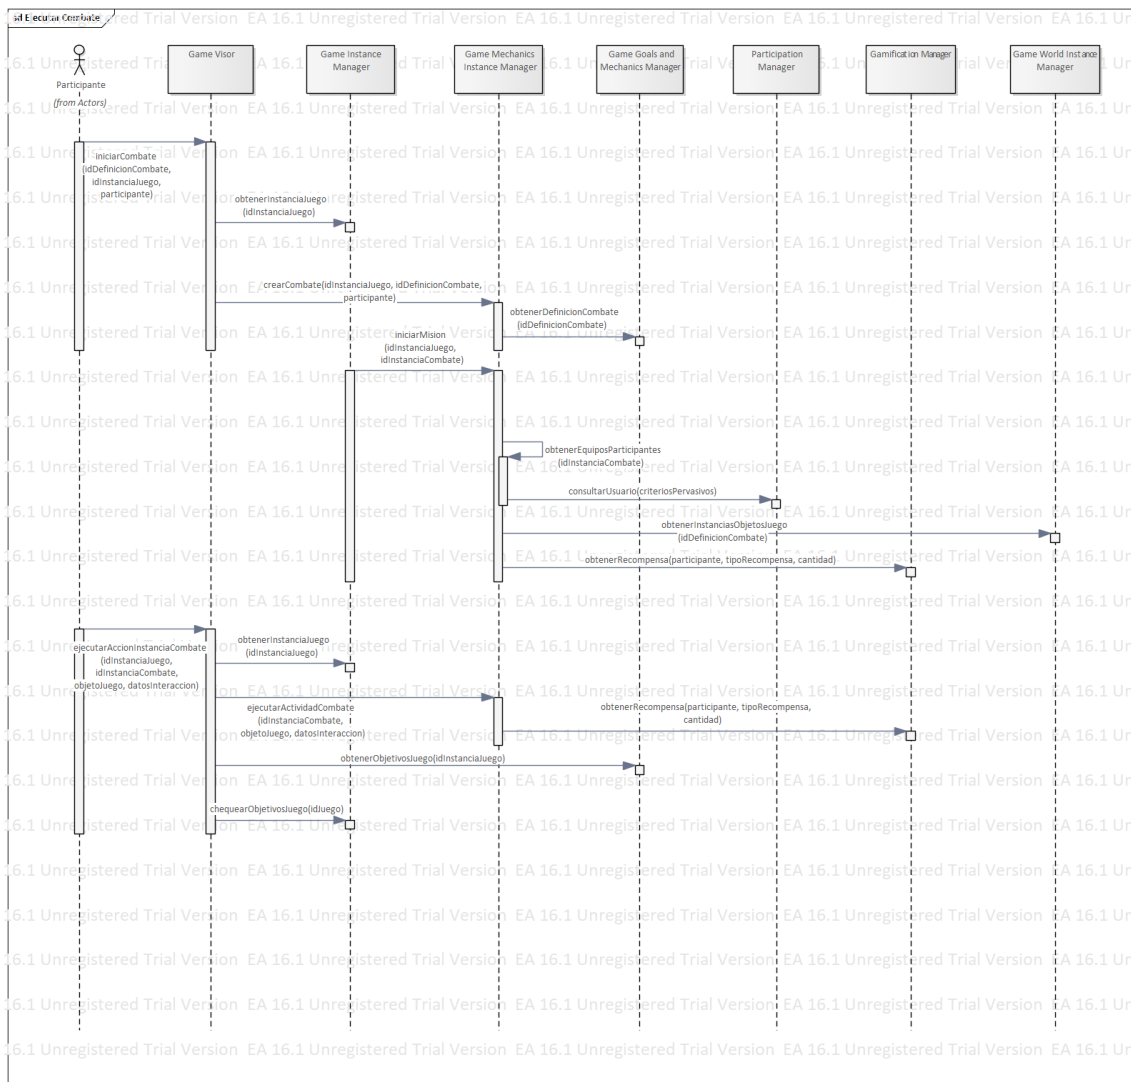 sd Ejecutar Combate
Participante
(from Actors)
Game Visor
Game Instance
Manager
Game Mechanics
Instance Manager
Game Goals and
Mechanics Manager
Participation
Manager
Gamification Manager
Game World Instance
Manager
iniciarCombate
(idDefinicionCombate,
idInstanciaJuego,
participante)
obtenerInstanciaJuego
(idInstanciaJuego)
crearCombate(idInstanciaJuego, idDefinicionCombate,
participante)
obtenerDefinicionCombate
(idDefinicionCombate)
iniciarMision
(idInstanciaJuego,
idInstanciaCombate)
obtenerEquiposParticipantes
(idInstanciaCombate)
consultarUsuario(criteriosPervasivos)
obtenerInstanciasObjetosJuego
(idDefinicionCombate)
obtenerRecompensa(participante, tipoRecompensa, cantidad)
ejecutarAccionInstanciaCombate
(idInstanciaJuego,
idInstanciaCombate,
objetoJuego, datosInteraccion)
obtenerInstanciaJuego
(idInstanciaJuego)
ejecutarActividadCombate
(idInstanciaCombate,
objetoJuego, datosInteraccion)
obtenerRecompensa(participante, tipoRecompensa,
cantidad)
obtenerObjetivosJuego(idInstanciaJuego)
chequearObjetivosJuego(idJuego)
EA 16.1 Unregistered Trial Version